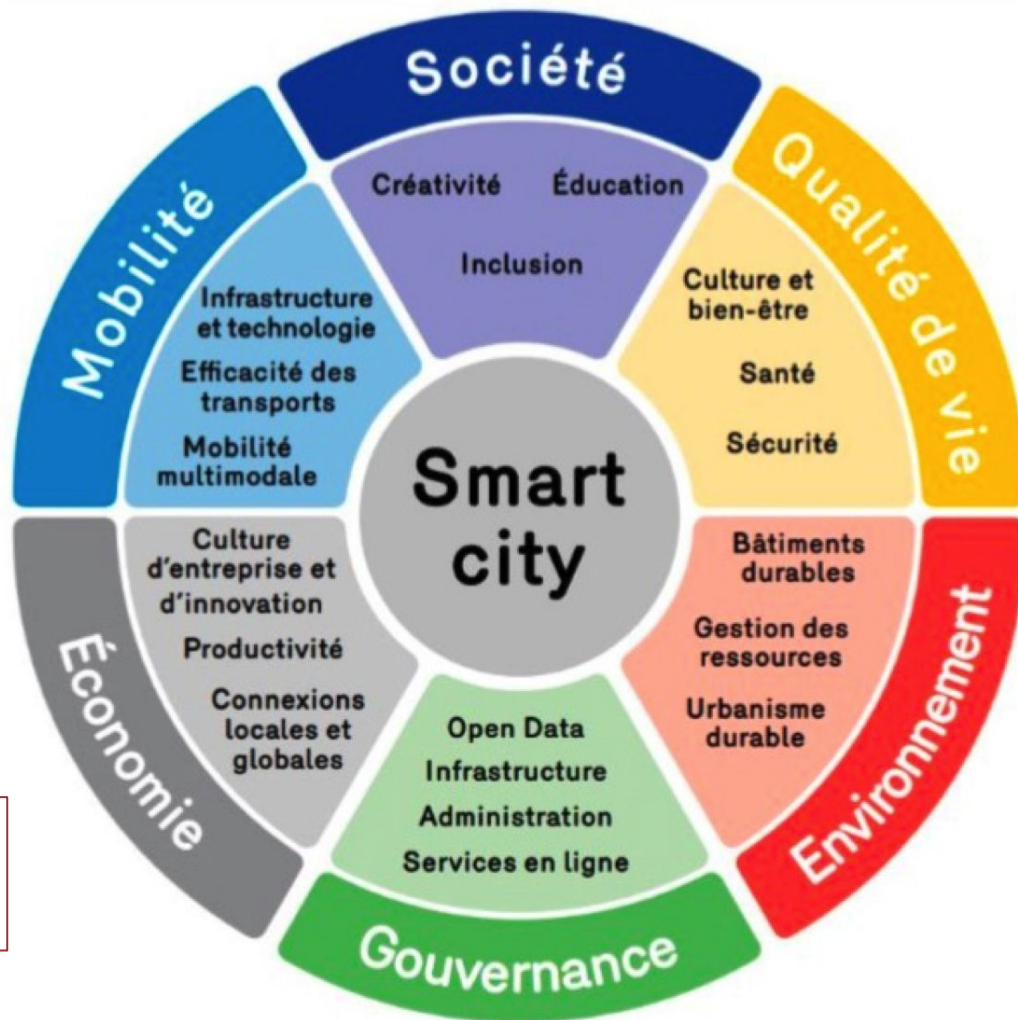 Société
Créativité
Éducation
Inclusion
Qualité de vie
Culture et
bien-être
Santé
Sécurité
Environnement
Bâtiments
durables
Gestion des
ressources
Urbanisme
durable
Gouvernance
Open Data
Infrastructure
Administration
Services en ligne
Économie
Culture
d'entreprise et
d'innovation
Productivité
Connexions
locales et
globales
Mobilité
Infrastructure
et technologie
Efficacité des
transports
Mobilité
multimodale
Smart
city